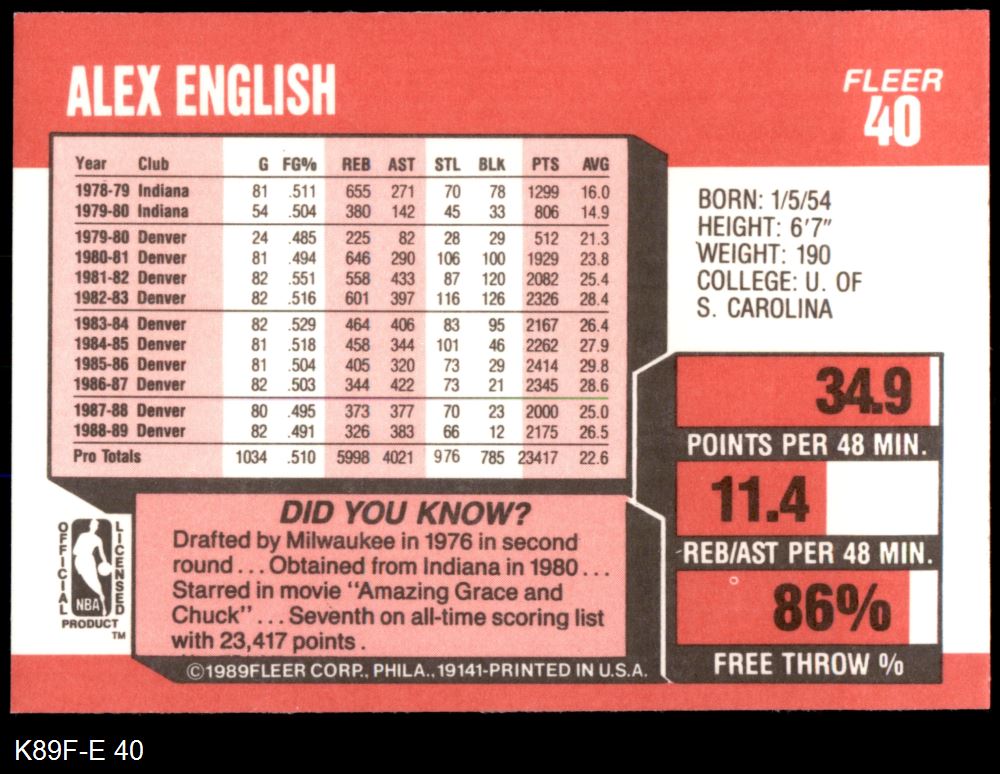 ALEX ENGLISH
FLEER
40
Year Club G FG% REB AST STL BLK PTS AVG
1978-79 Indiana 81 .511 655 271 70 78 1299 16.0
1979-80 Indiana 54 .504 380 142 45 33 806 14.9
1979-80 Denver 24 .485 225 82 28 29 512 21.3
1980-81 Denver 81 .494 646 290 106 100 1929 23.8
1981-82 Denver 82 .551 558 433 87 120 2082 25.4
1982-83 Denver 82 .516 601 397 116 126 2326 28.4
1983-84 Denver 82 .529 464 406 83 95 2167 26.4
1984-85 Denver 81 .518 458 344 101 46 2262 27.9
1985-86 Denver 81 .504 405 320 73 29 2414 29.8
1986-87 Denver 82 .503 344 422 73 21 2345 28.6
1987-88 Denver 80 .495 373 377 70 23 2000 25.0
1988-89 Denver 82 .491 326 383 66 12 2175 26.5
Pro Totals 1034 .510 5998 4021 976 785 23417 22.6
BORN: 1/5/54
HEIGHT: 6'7"
WEIGHT: 190
COLLEGE: U. OF
S. CAROLINA
34.9
POINTS PER 48 MIN.
11.4
REB/AST PER 48 MIN.
86%
FREE THROW %
DID YOU KNOW?
Drafted by Milwaukee in 1976 in second
round ... Obtained from Indiana in 1980 ...
Starred in movie "Amazing Grace and
Chuck" ... Seventh on all-time scoring list
with 23,417 points .
OFFICIAL
LICENSED
NBA
PRODUCT
TM
©1989FLEER CORP., PHILA., 19141-PRINTED IN U.S.A.
K89F-E 40